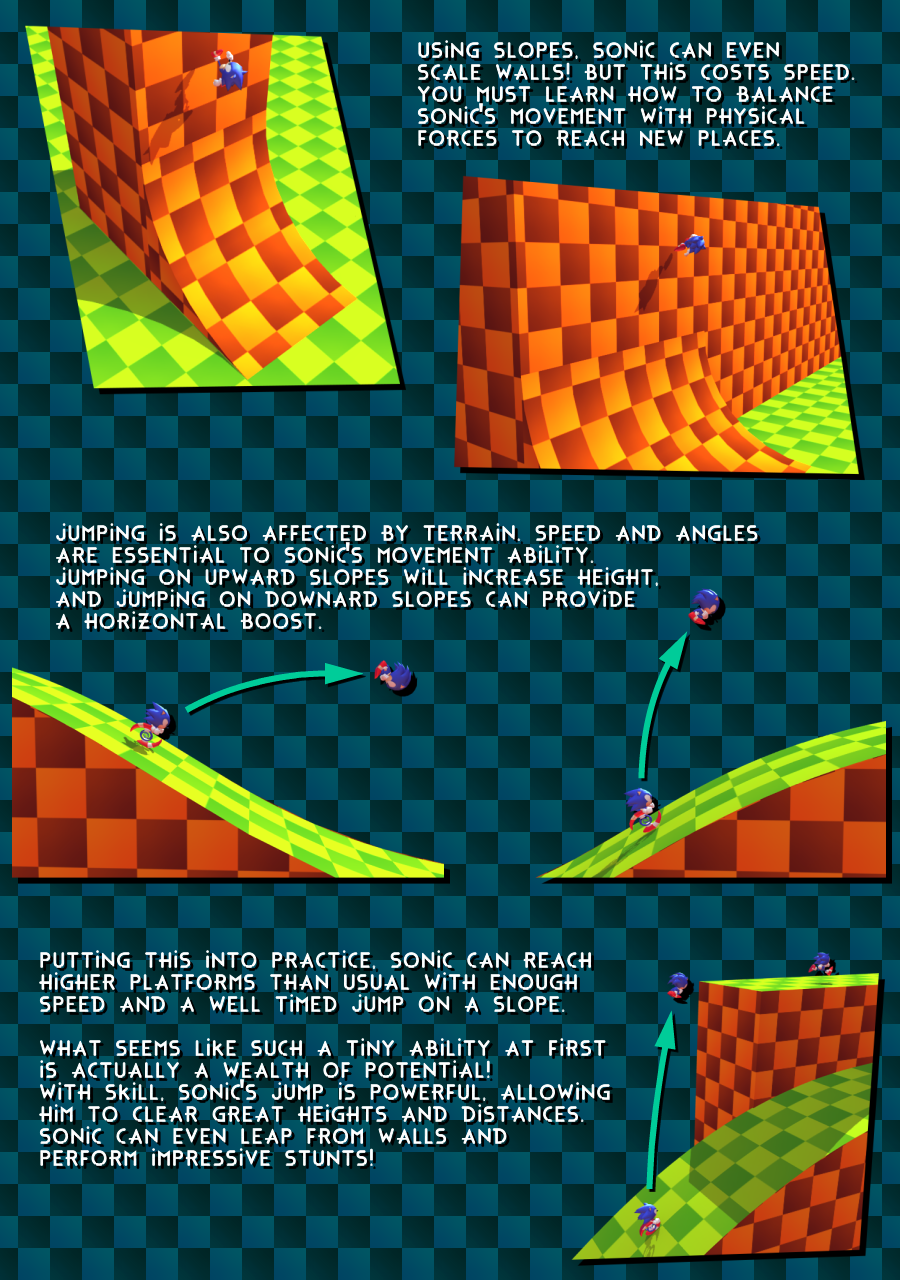 USING SLOPES, SONIC CAN EVEN
SCALE WALLS! BUT THIS COSTS SPEED.
YOU MUST LEARN HOW TO BALANCE
SONIC'S MOVEMENT WITH PHYSICAL
FORCES TO REACH NEW PLACES.
JUMPING IS ALSO AFFECTED BY TERRAIN. SPEED AND ANGLES
ARE ESSENTIAL TO SONIC'S MOVEMENT ABILITY.
JUMPING ON UPWARD SLOPES WILL INCREASE HEIGHT,
AND JUMPING ON DOWNARD SLOPES CAN PROVIDE
A HORIZONTAL BOOST.
PUTTING THIS INTO PRACTICE, SONIC CAN REACH
HIGHER PLATFORMS THAN USUAL WITH ENOUGH
SPEED AND A WELL TIMED JUMP ON A SLOPE.
WHAT SEEMS LIKE SUCH A TINY ABILITY AT FIRST
IS ACTUALLY A WEALTH OF POTENTIAL!
WITH SKILL, SONIC'S JUMP IS POWERFUL, ALLOWING
HIM TO CLEAR GREAT HEIGHTS AND DISTANCES.
SONIC CAN EVEN LEAP FROM WALLS AND
PERFORM IMPRESSIVE STUNTS!